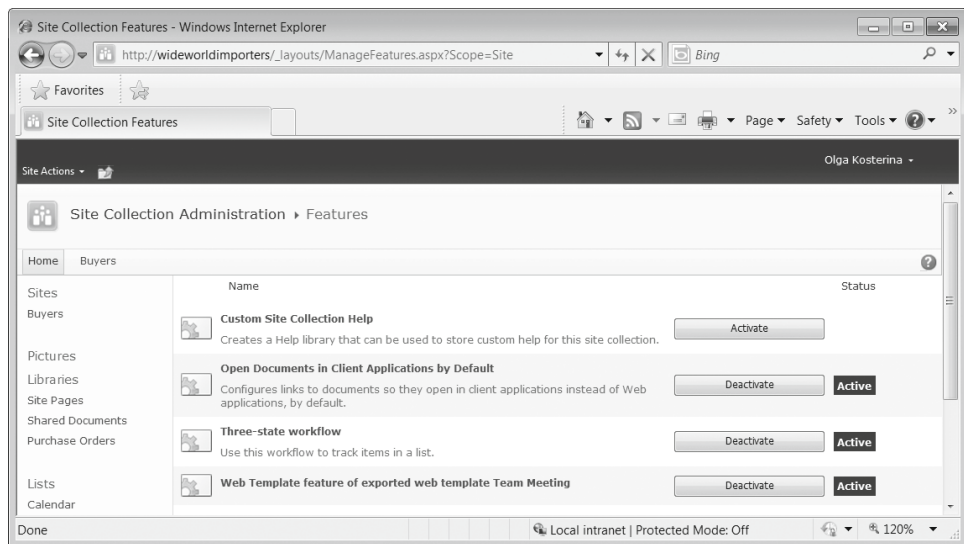 Site Collection Features - Windows Internet Explorer
http://wideworldimporters/_layouts/ManageFeatures.aspx?Scope=Site
Bing
Favorites
Site Collection Features
Page Safety Tools
Olga Kosterina
Site Actions
Site Collection Administration Features
Home Buyers
Sites
Buyers
Pictures
Libraries
Site Pages
Shared Documents
Purchase Orders
Lists
Calendar
Name Status
Custom Site Collection Help
Creates a Help library that can be used to store custom help for this site collection.
Activate
Open Documents in Client Applications by Default
Configures links to documents so they open in client applications instead of Web
applications, by default.
Deactivate Active
Three-state workflow
Use this workflow to track items in a list.
Deactivate Active
Web Template feature of exported web template Team Meeting
Deactivate Active
Done
Local intranet | Protected Mode: Off
120%